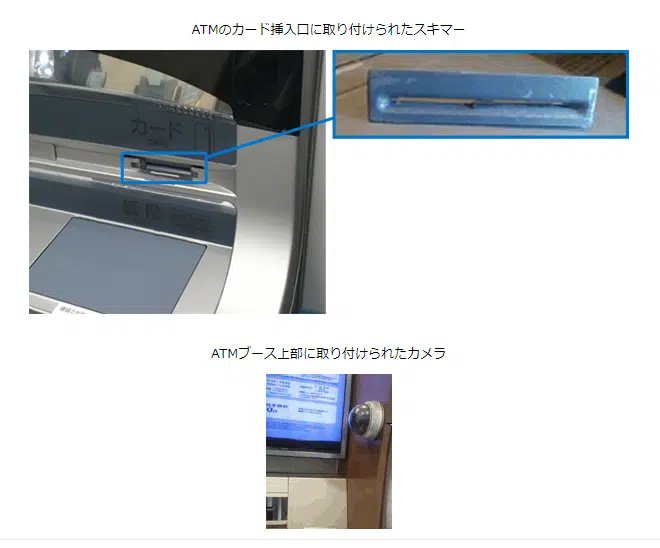 ATMのカード挿入口に取り付けられたスキマー
カード
ATMブース上部に取り付けられたカメラ